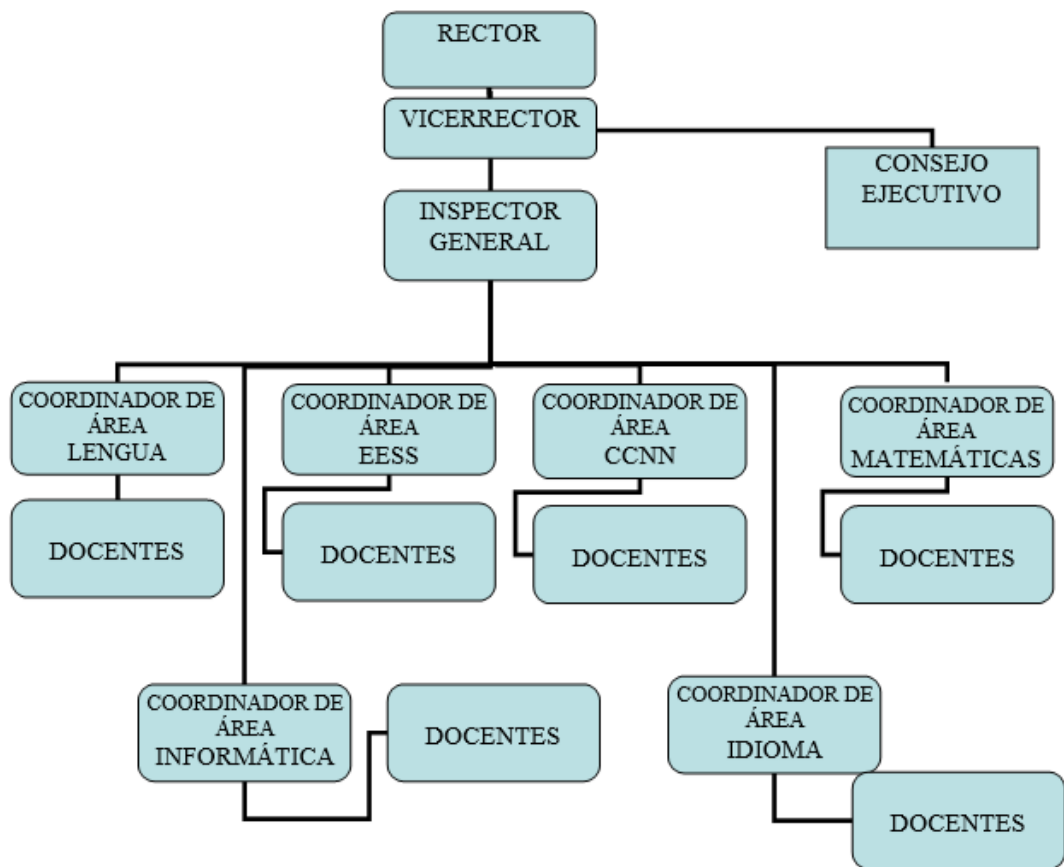 RECTOR
VICERRECTOR
CONSEJO
EJECUTIVO
INSPECTOR
GENERAL
COORDINADOR DE
ÁREA
LENGUA
COORDINADOR DE
ÁREA
EESS
COORDINADOR DE
ÁREA
CCNN
COORDINADOR DE
ÁREA
MATEMÁTICAS
DOCENTES
DOCENTES
DOCENTES
DOCENTES
COORDINADOR DE
ÁREA
INFORMÁTICA
DOCENTES
COORDINADOR DE
ÁREA
IDIOMA
DOCENTES